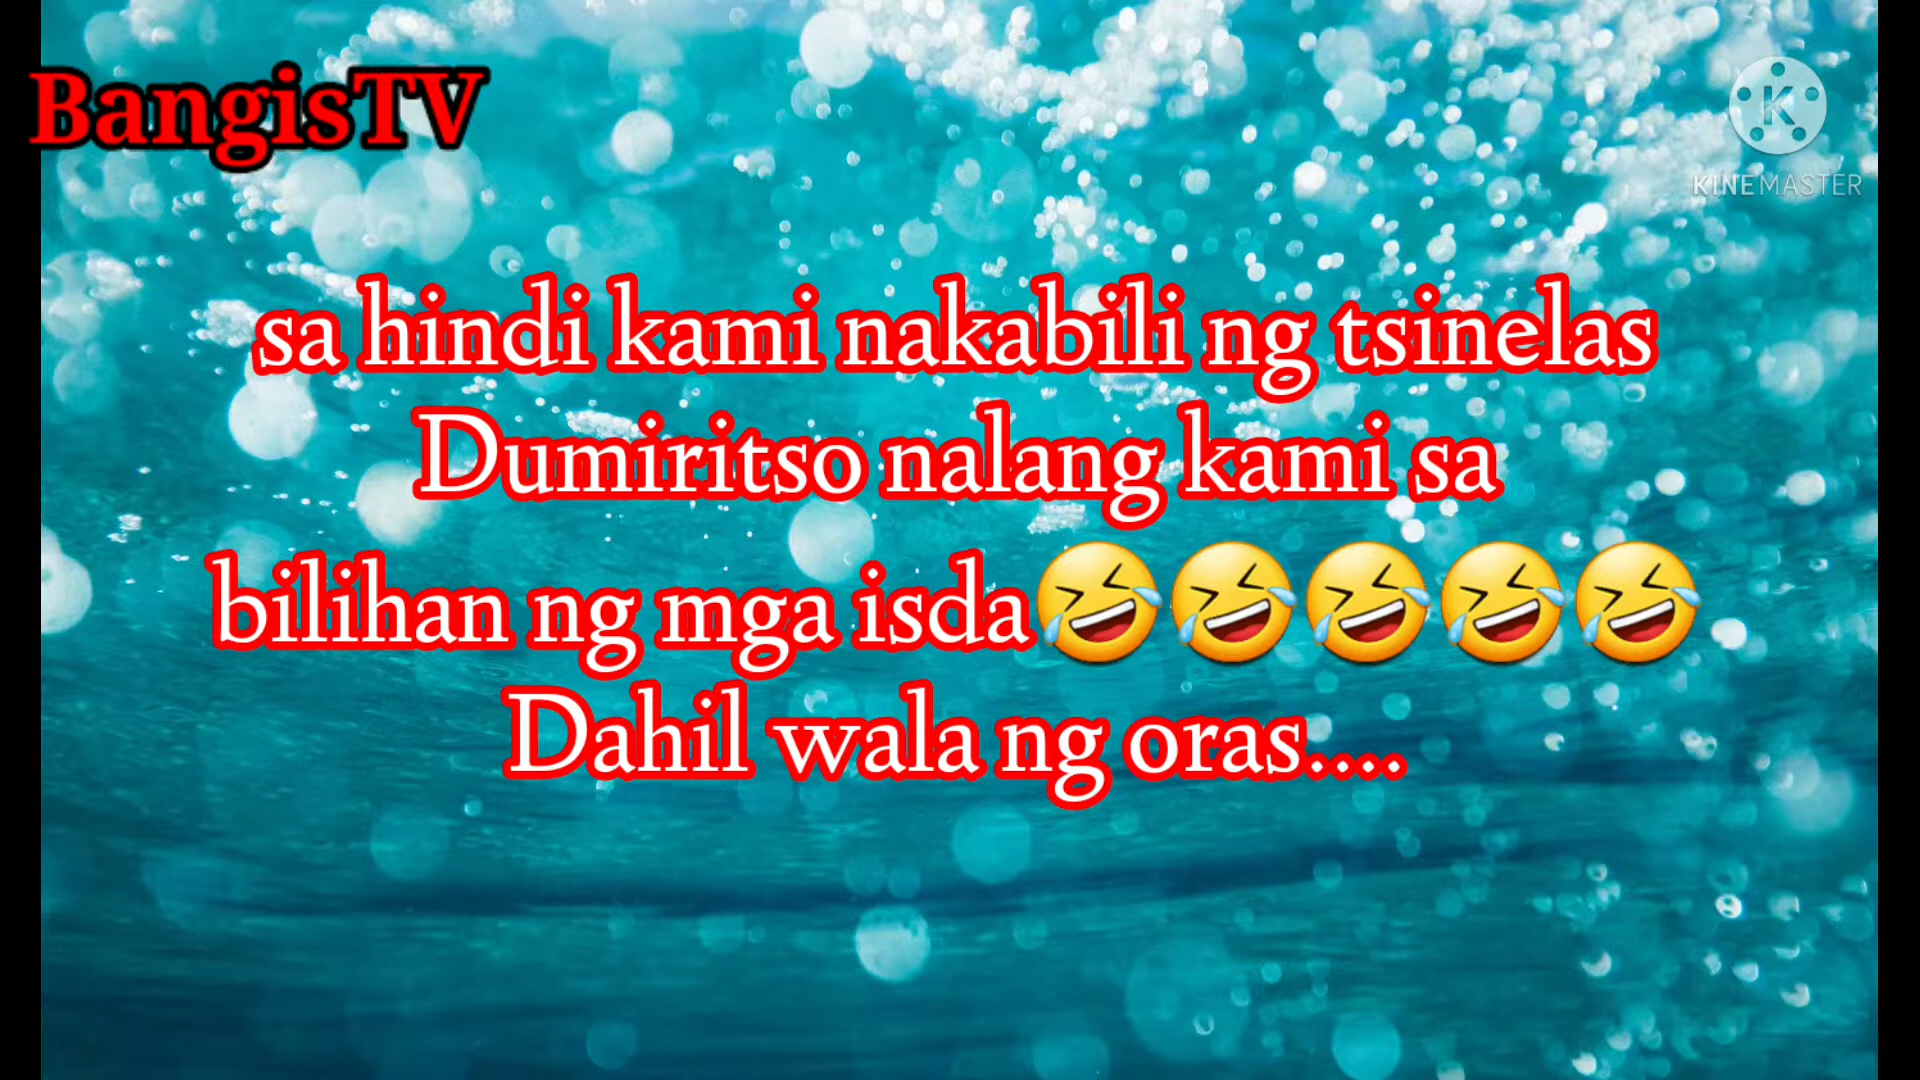 BangisTV
KINEMASTER
sa hindi kami nakabili ng tsinelas
Dumiritso nalang kami sa
bilihan ng mga isda🤣🤣🤣🤣🤣
Dahil wala ng oras....